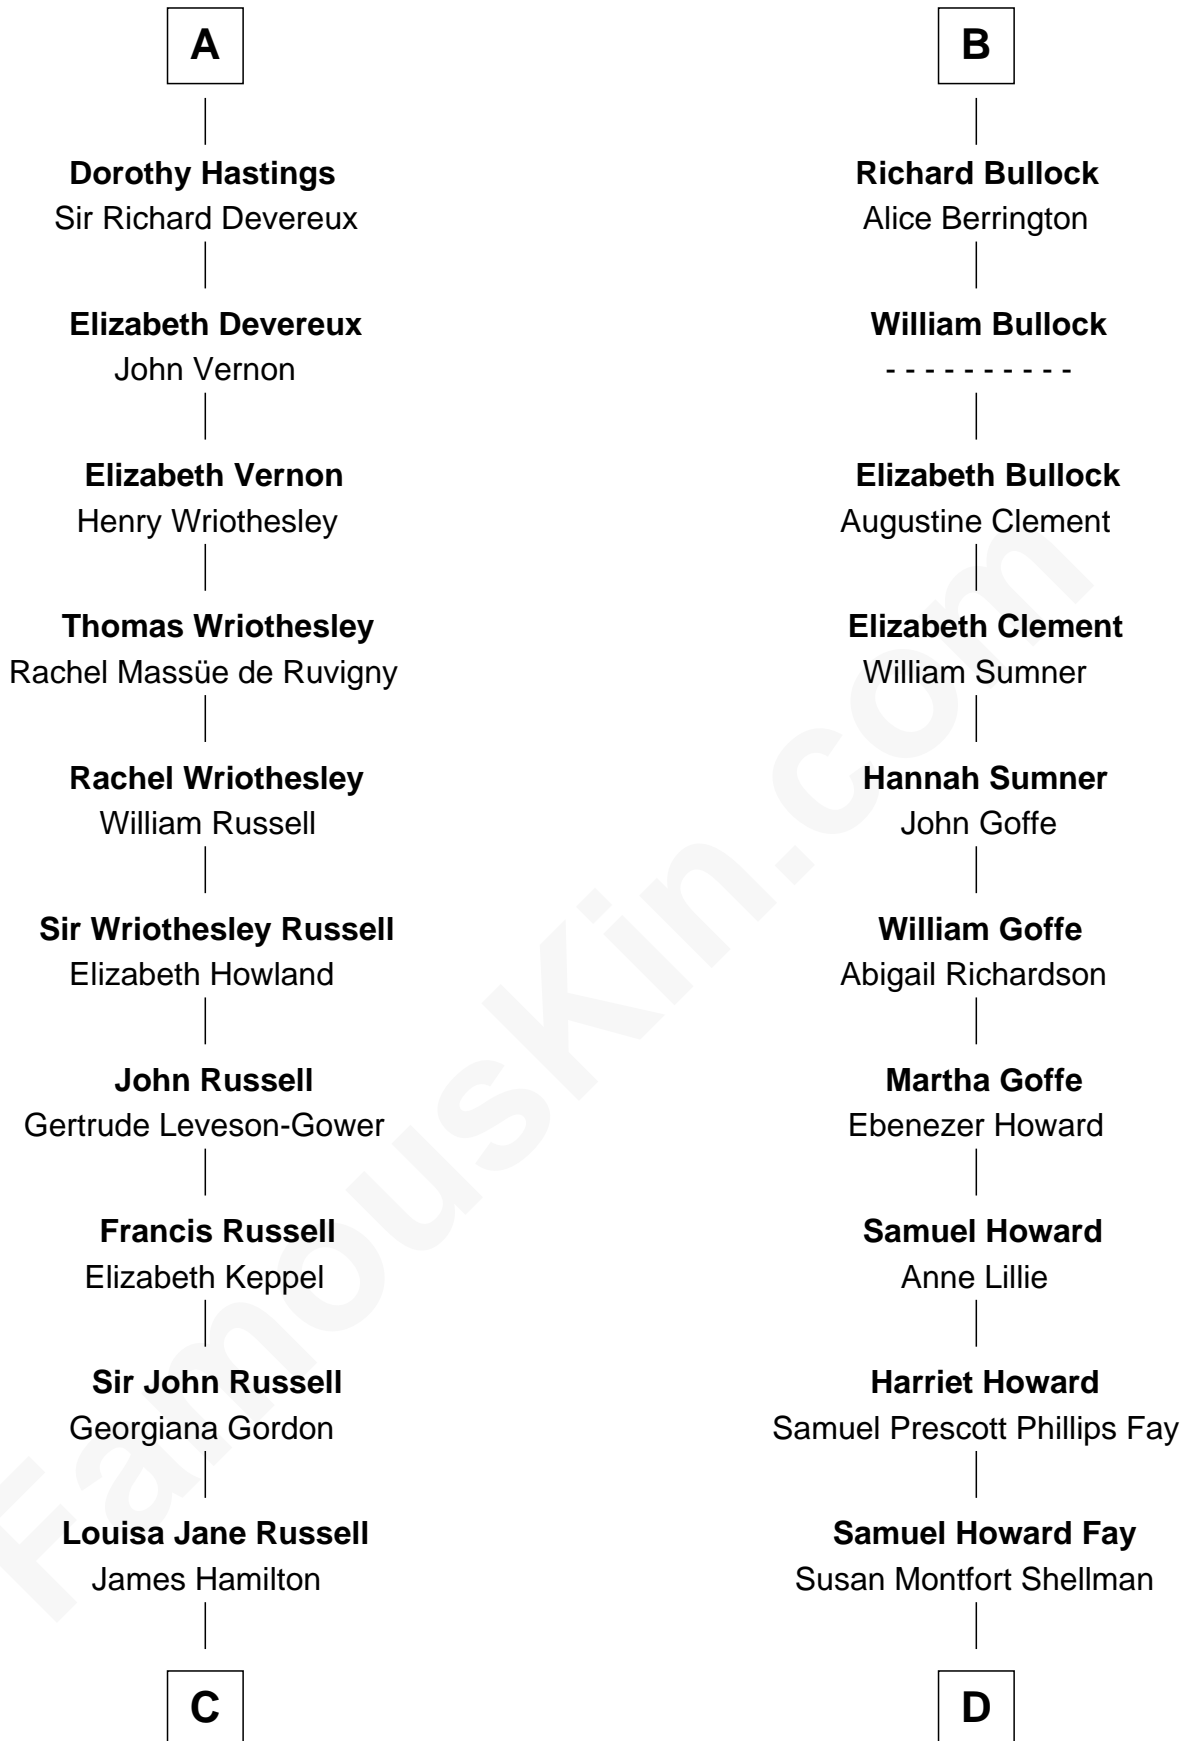 A
Dorothy Hastings
Sir Richard Devereux
Elizabeth Devereux
John Vernon
Elizabeth Vernon
Henry Wriothesley
Thomas Wriothesley
Rachel Massüe de Ruvigny
Rachel Wriothesley
William Russell
Sir Wriothesley Russell
Elizabeth Howland
John Russell
Gertrude Leveson-Gower
Francis Russell
Elizabeth Keppel
Sir John Russell
Georgiana Gordon
Louisa Jane Russell
James Hamilton
C
B
Richard Bullock
Alice Berrington
William Bullock
- - - - - - - - - -
Elizabeth Bullock
Augustine Clement
Elizabeth Clement
William Sumner
Hannah Sumner
John Goffe
William Goffe
Abigail Richardson
Martha Goffe
Ebenezer Howard
Samuel Howard
Anne Lillie
Harriet Howard
Samuel Prescott Phillips Fay
Samuel Howard Fay
Susan Montfort Shellman
D
FamousKin.com